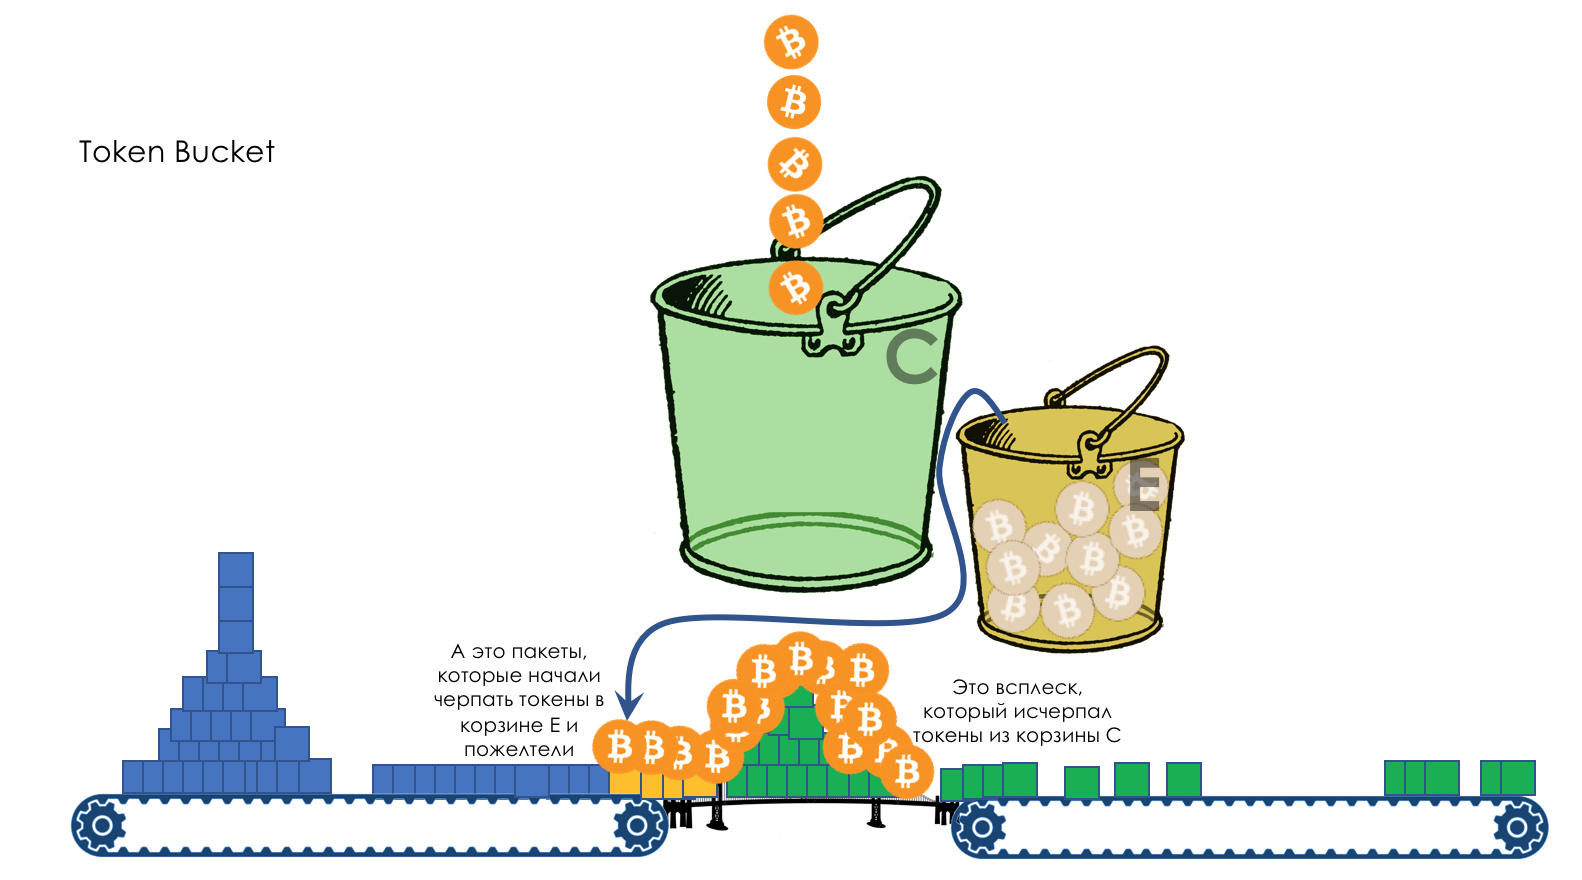 Token Bucket
C
E
А это пакеты,
которые начали
черпать токены в
корзине E и
пожелтели
Это всплеск,
который исчерпал
токены из корзины C